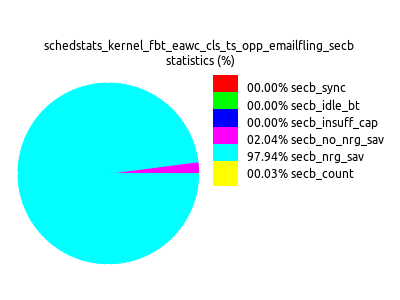 schedstats_kernel_fbt_eawc_cls_ts_opp_emailfling_secb
statistics (%)
00.00% secb_sync
00.00% secb_idle_bt
00.00% secb_insuff_cap
02.04% secb_no_nrg_sav
97.94% secb_nrg_sav
00.03% secb_count